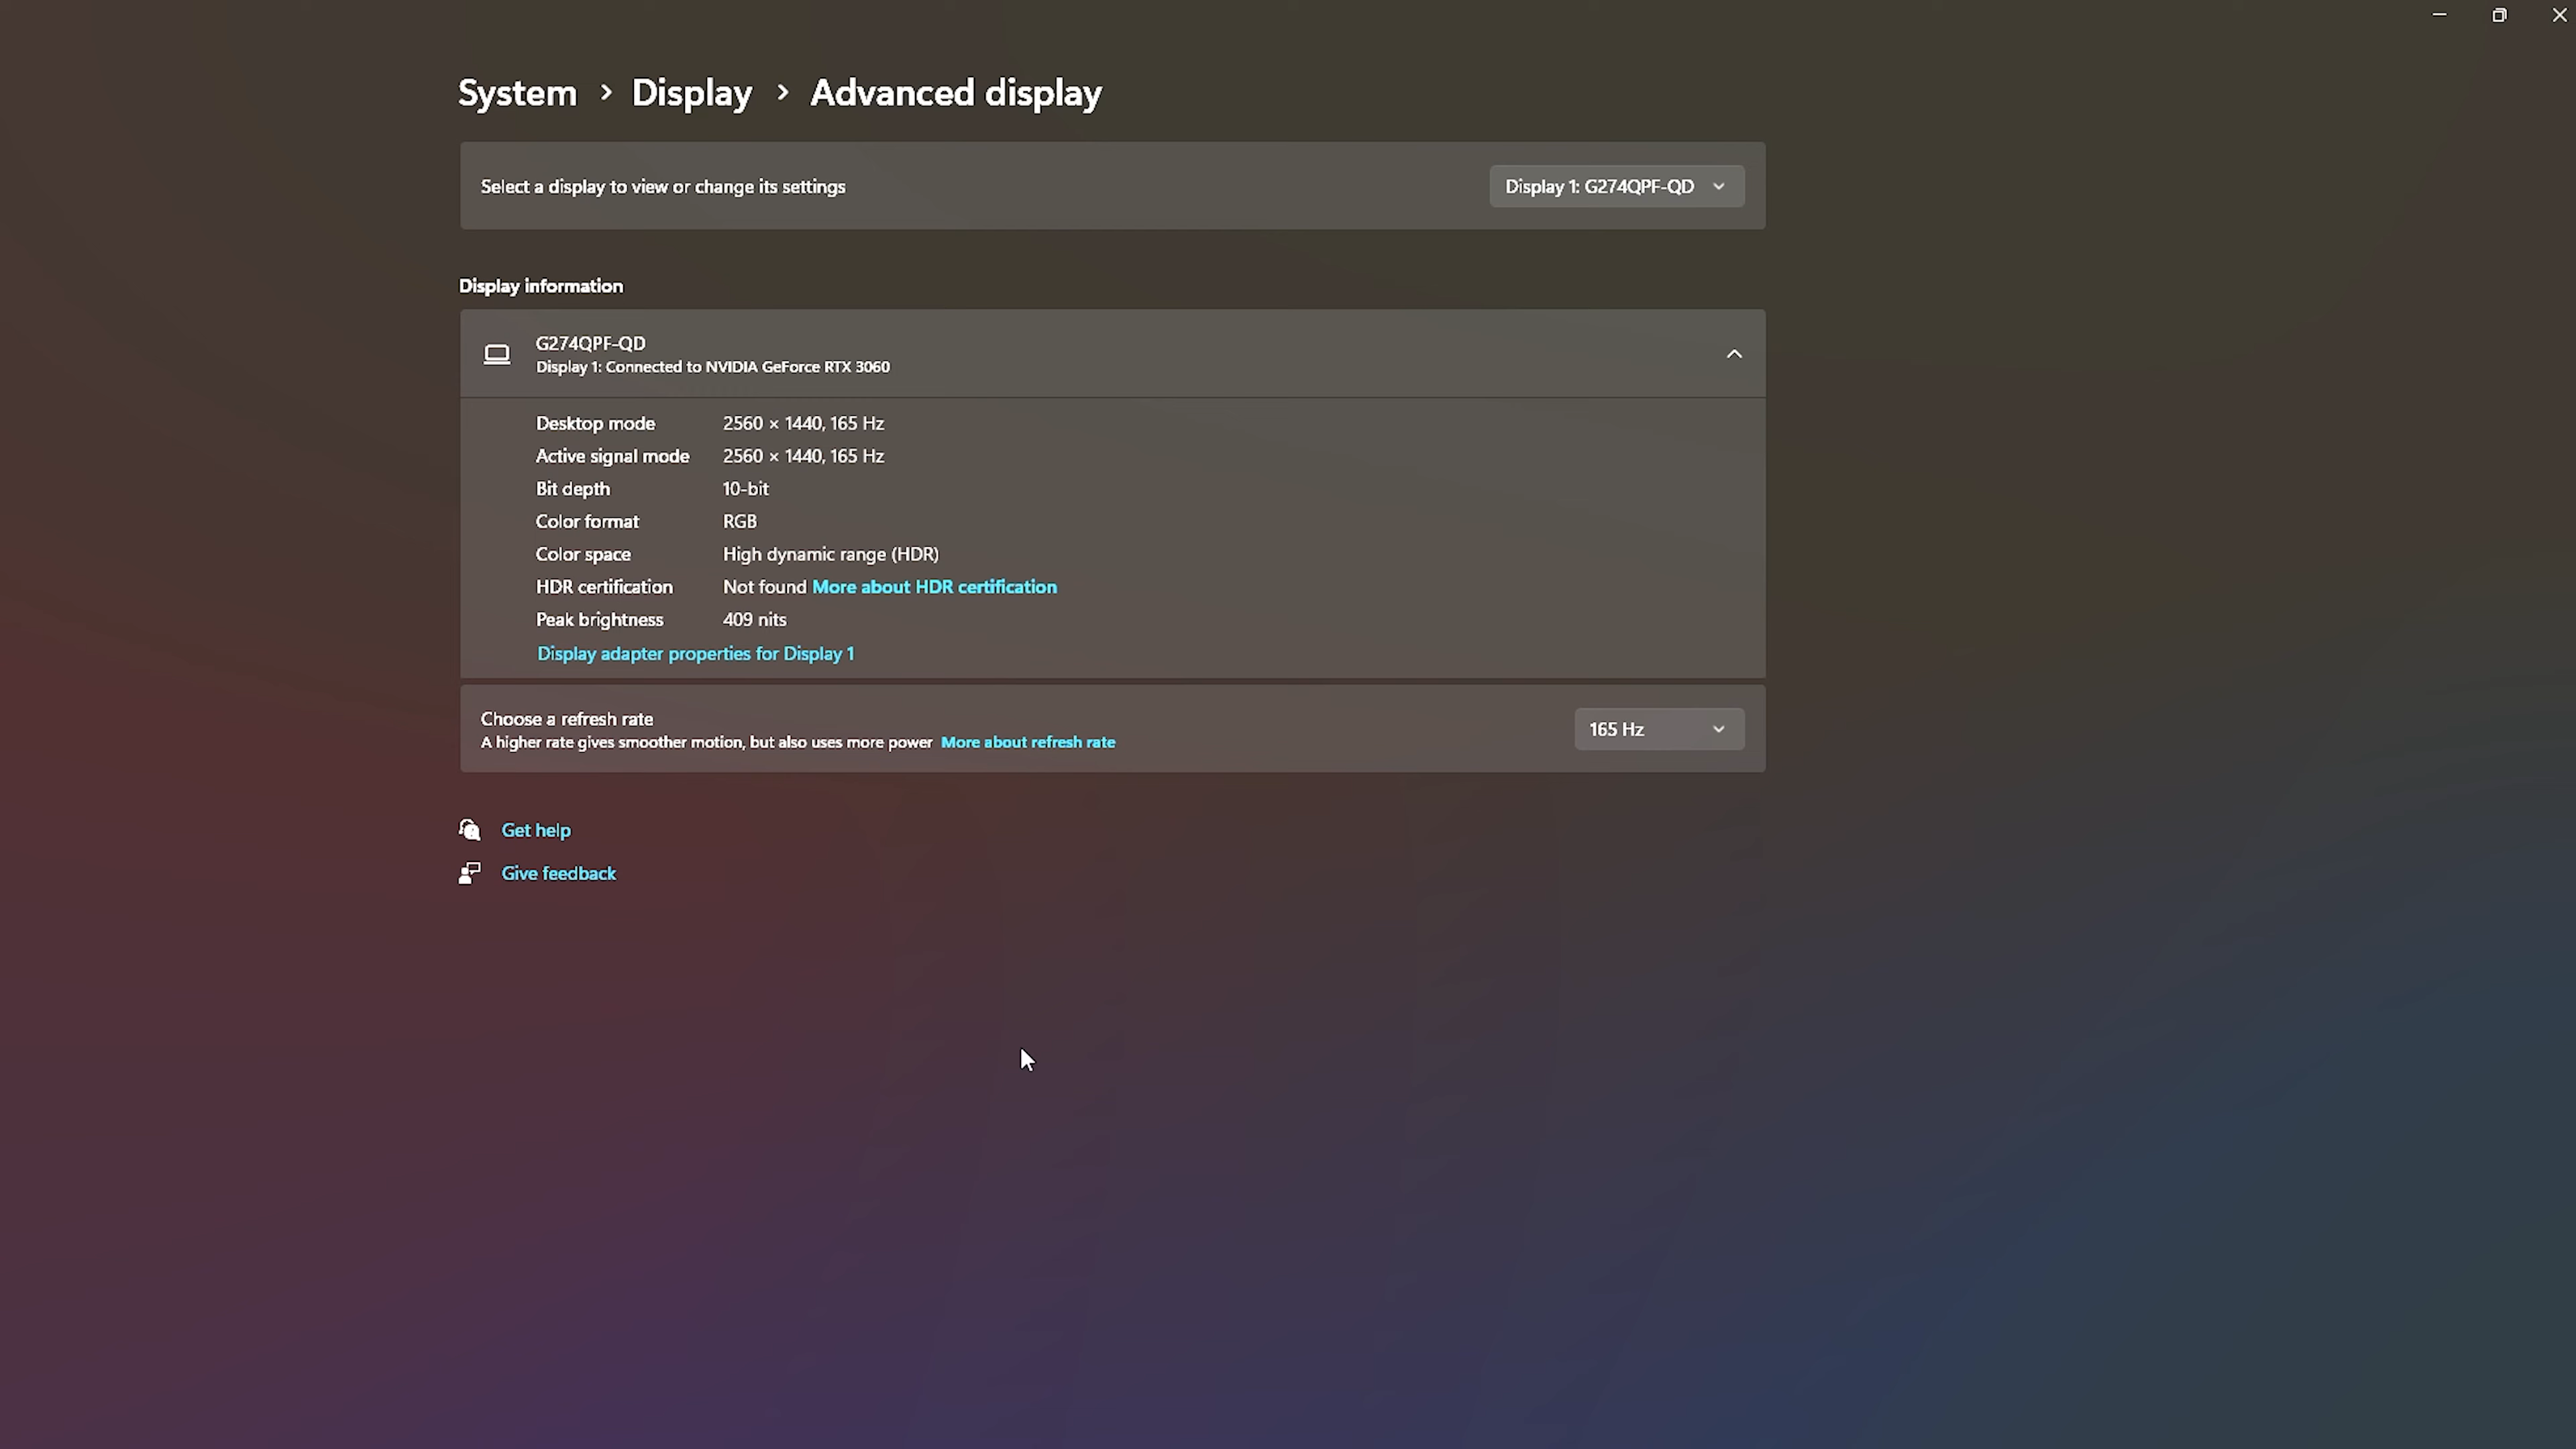 System > Display > Advanced display
Select a display to view or change its settings
Display 1: G274QPF-QD
Display information
G274QPF-QD
Display 1: Connected to NVIDIA GeForce RTX 3060
Desktop mode 2560 × 1440, 165 Hz
Active signal mode 2560 × 1440, 165 Hz
Bit depth 10-bit
Color format RGB
Color space High dynamic range (HDR)
HDR certification Not found More about HDR certification
Peak brightness 409 nits
Display adapter properties for Display 1
Choose a refresh rate
A higher rate gives smoother motion, but also uses more power More about refresh rate
165 Hz
Get help
Give feedback